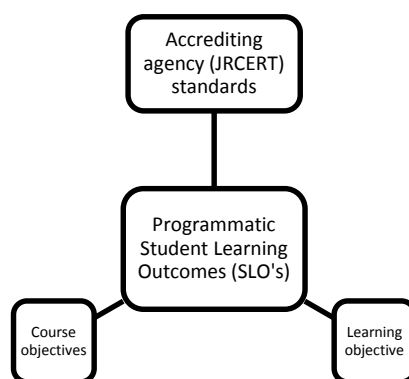 Accrediting
agency (JRCERT)
standards
Programmatic
Student Learning
Outcomes (SLO's)
Course
objectives
Learning
objective